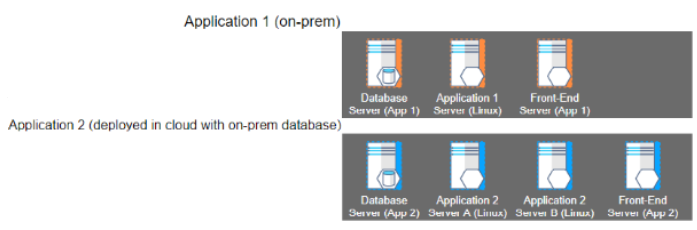 Application 1 (on-prem)
Database Application 1 Front-End
Server (App 1) Server (Linux) Server (App 1)
Application 2 (deployed in cloud with on-prem database)
Database Application 2 Application 2 Front-End
Server (App 2) Server A (Linux) Server B (Linux) Server (App 2)